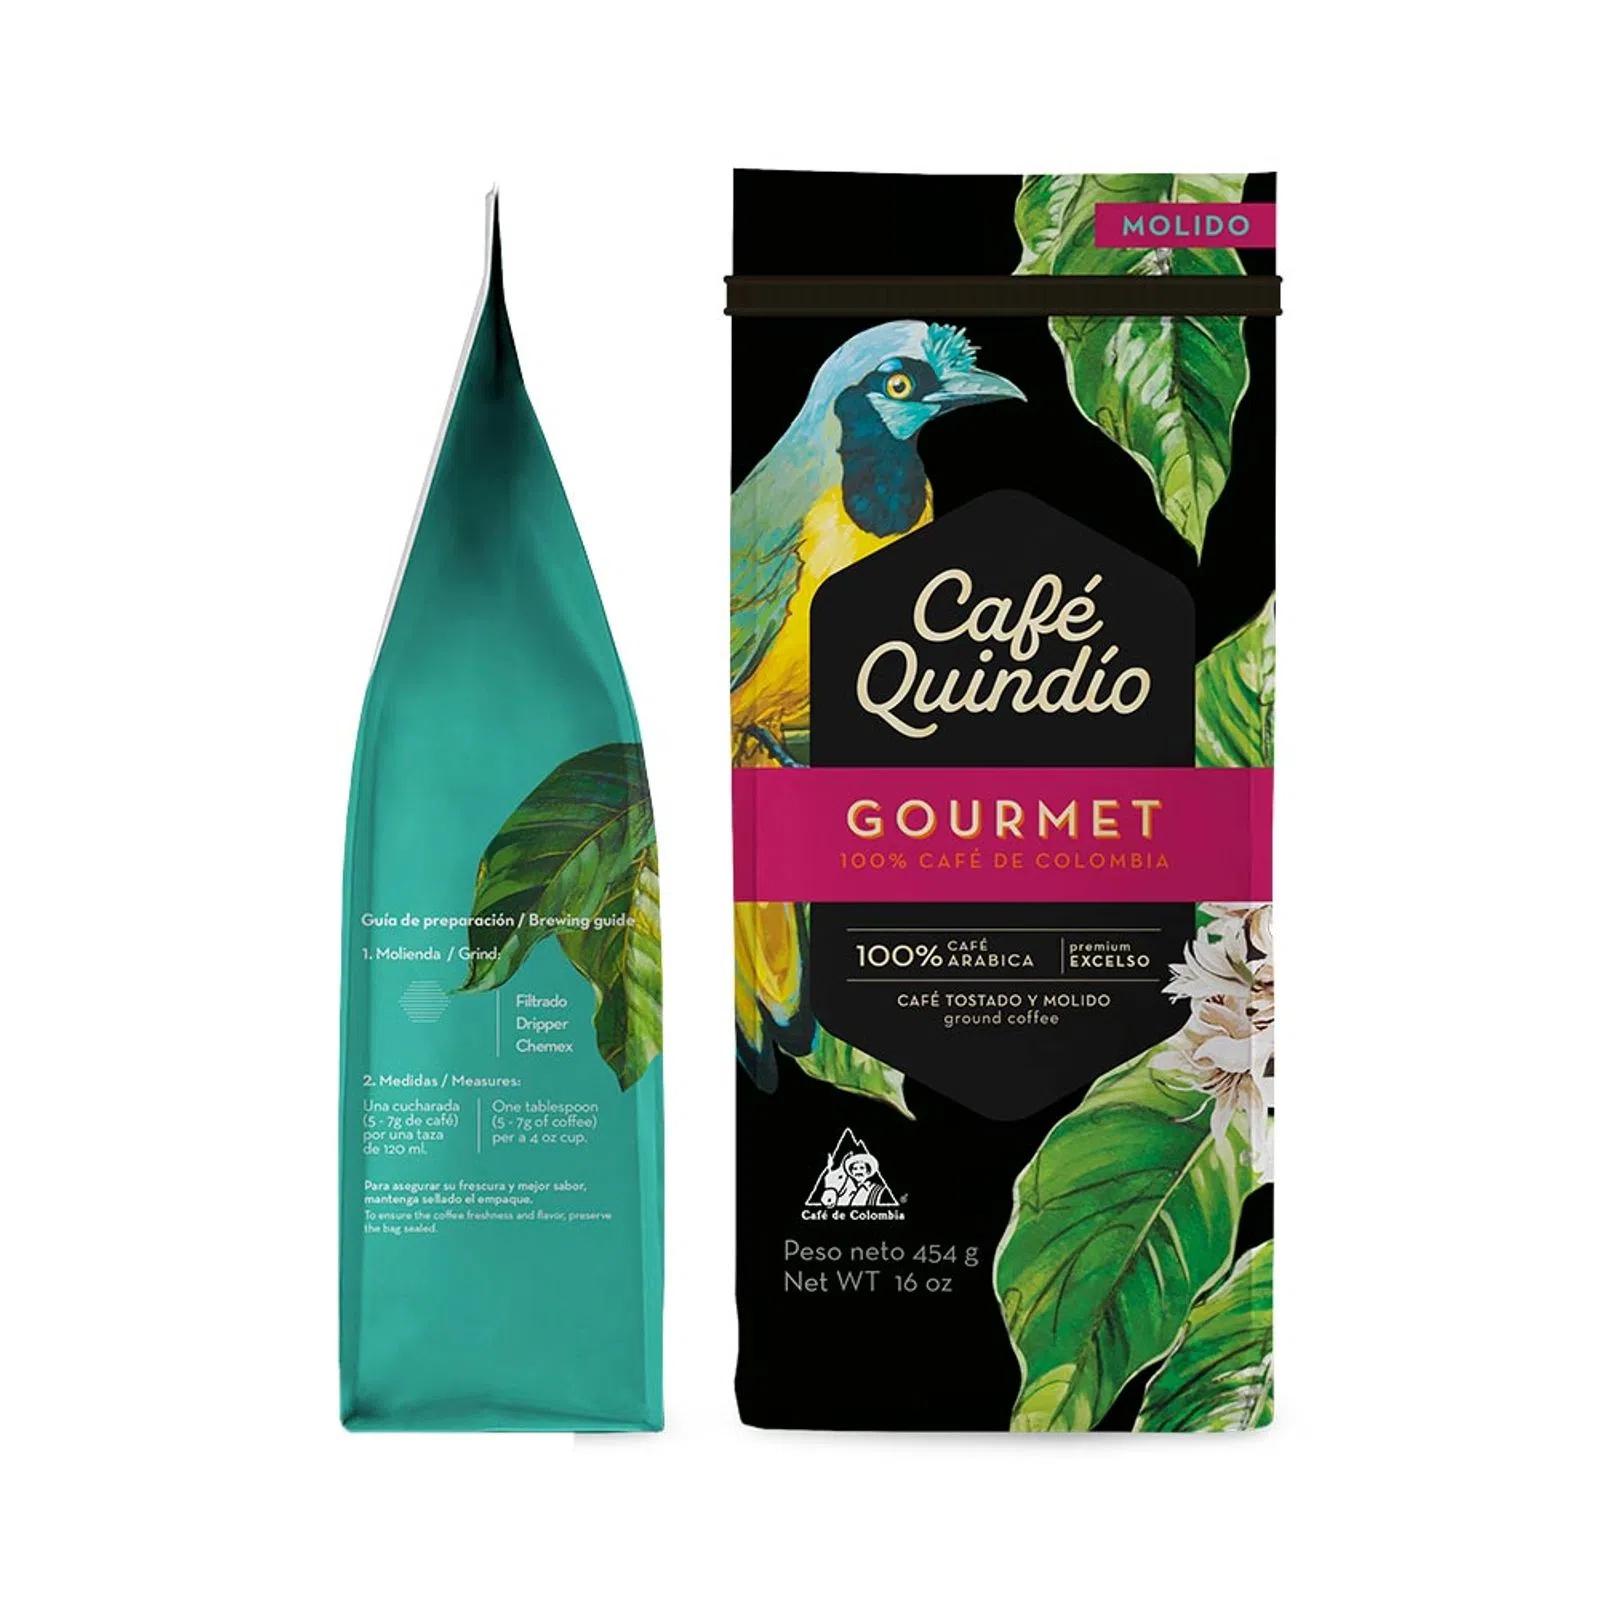 Guía de preparación / Brewing guide
1. Molienda / Grind:
Filtrado
Dripper
Chemex
2. Medidas / Measures:
Una cucharada
(5 - 7g de café)
por una taza
de 120 ml.
One tablespoon
(5 - 7g of coffee)
per a 4 oz cup.
Para asegurar su frescura y mejor sabor,
mantenga sellado el empaque.
To ensure the coffee freshness and flavor, preserve
the bag sealed.
MOLIDO
Café
Quindío
GOURMET
100% CAFÉ DE COLOMBIA
100% CAFÉ ARABICA
premium
EXCELSO
CAFÉ TOSTADO Y MOLIDO
ground coffee
Café de Colombia
Peso neto 454 g
Net WT 16 oz